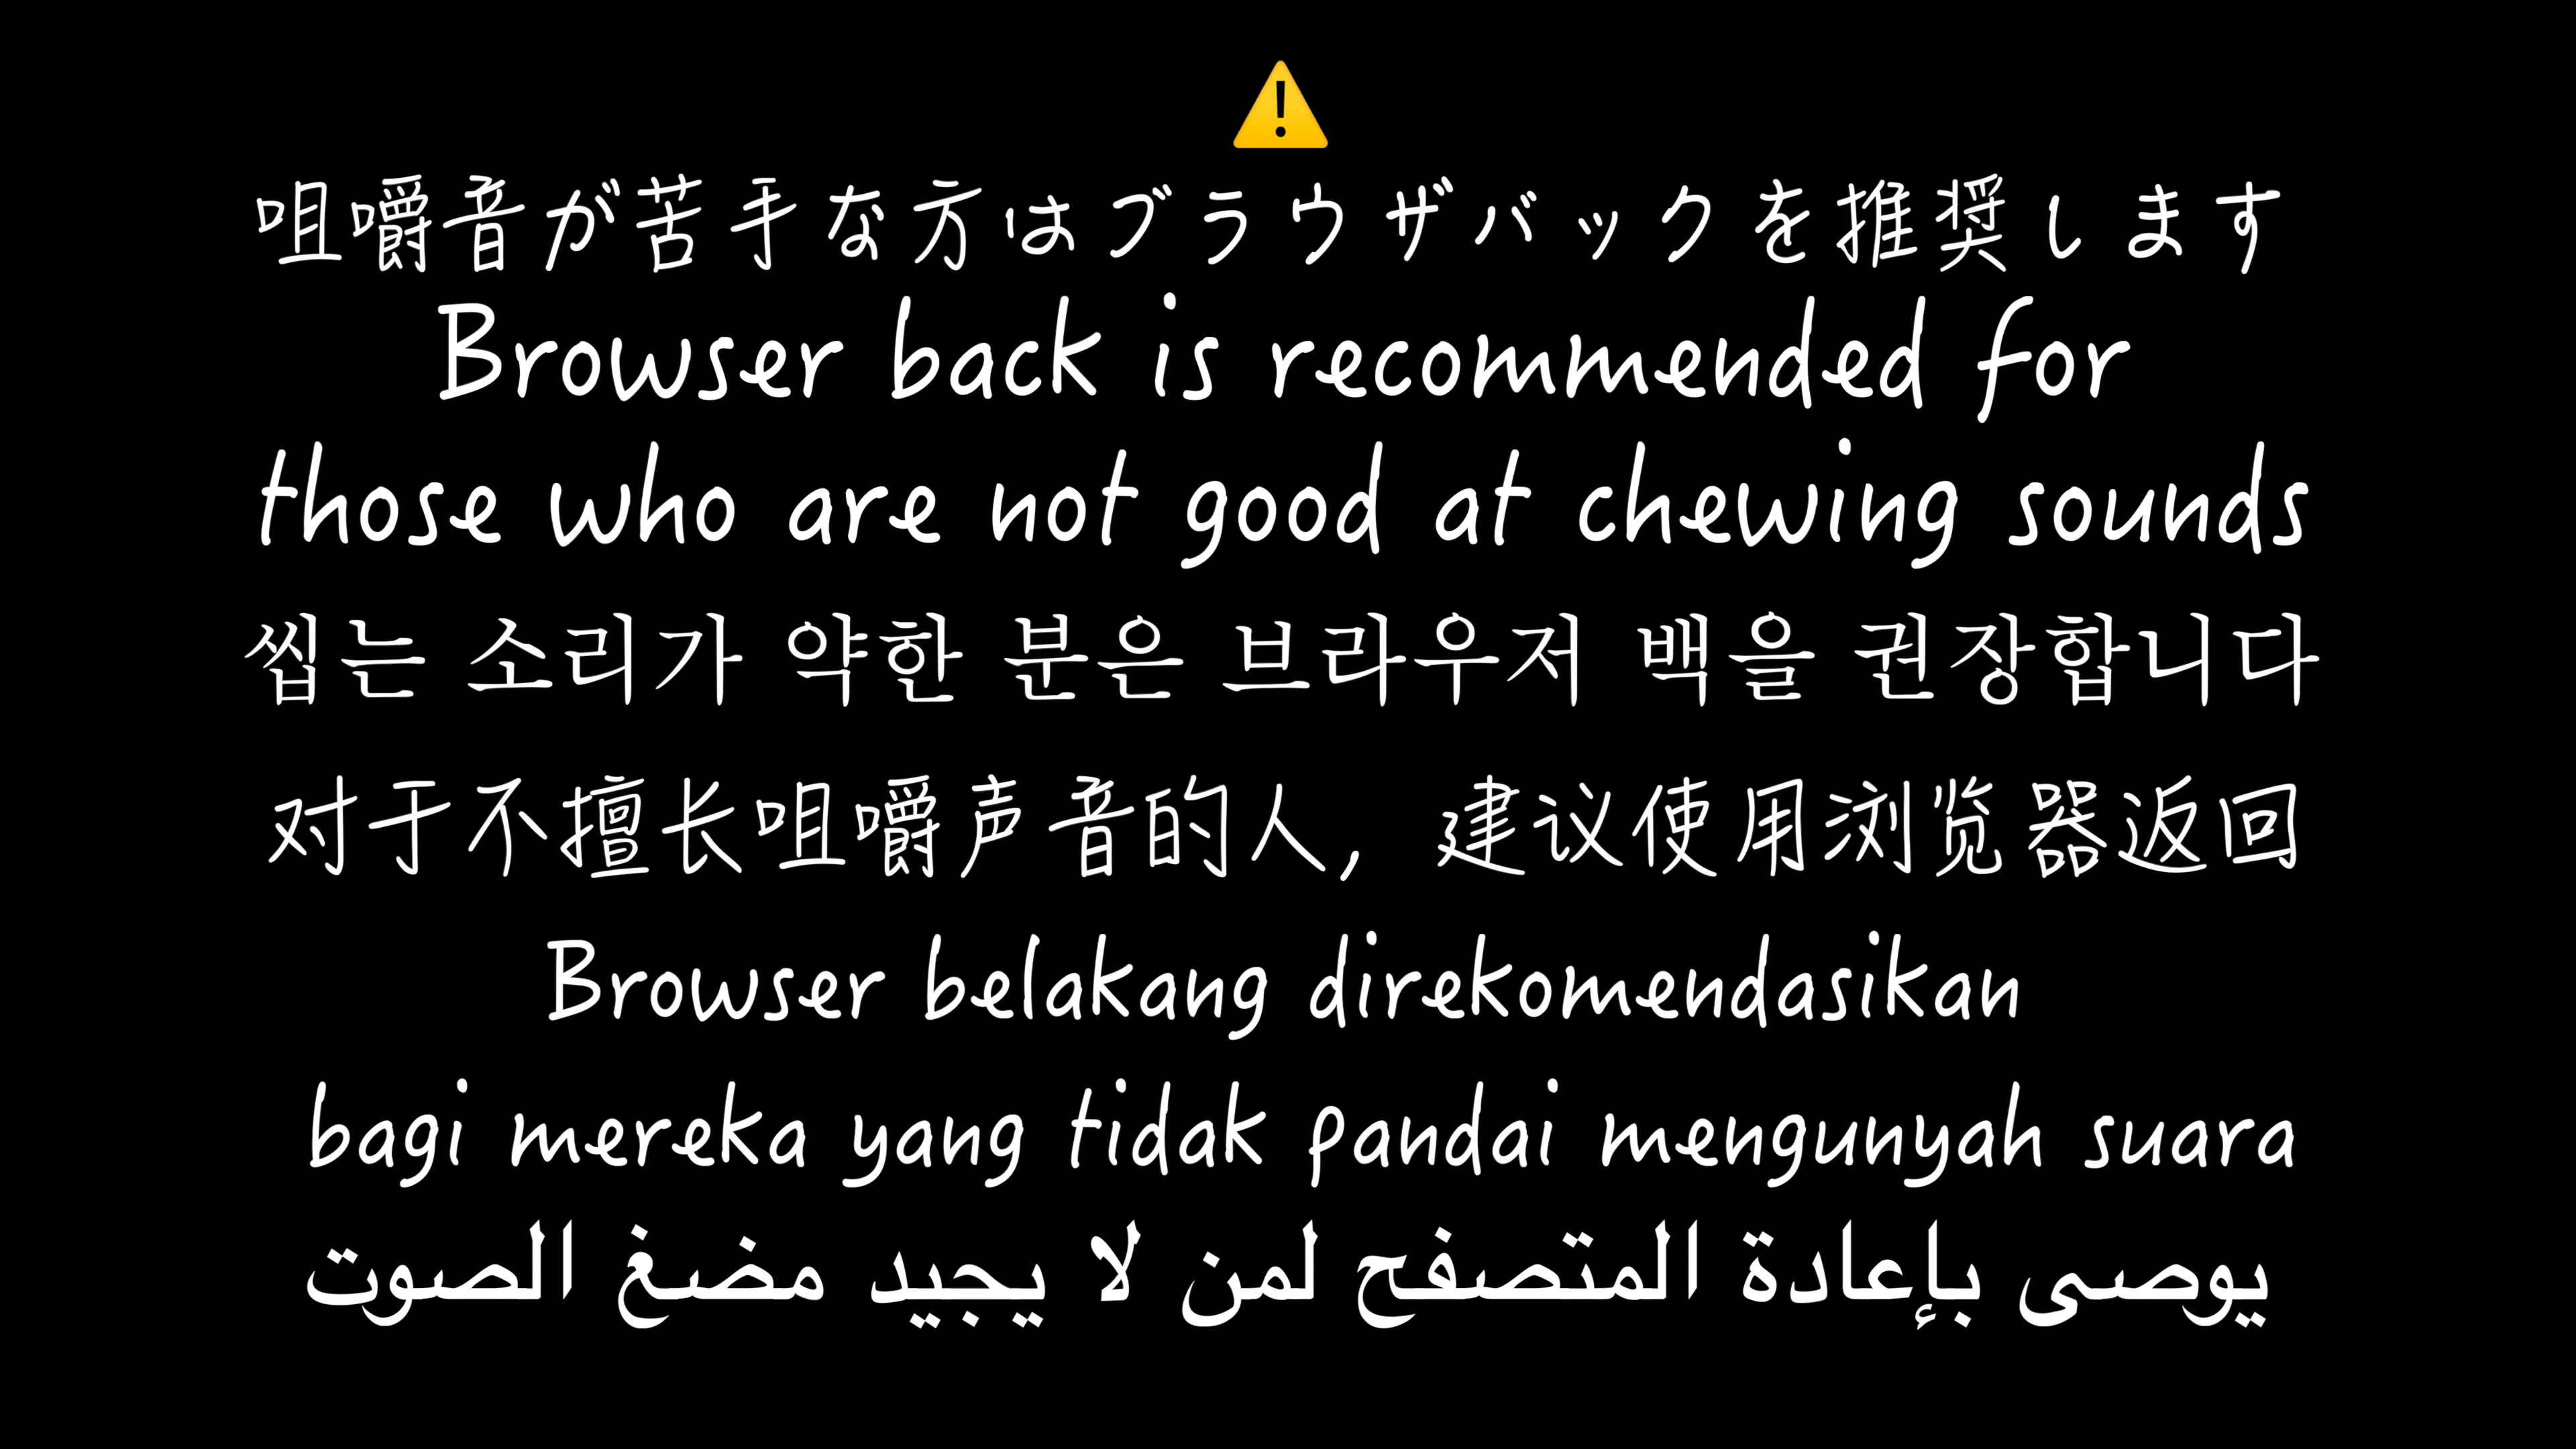 咀嚼音が苦手な方はブラウザバックを推奨します
Browser back is recommended for
those who are not good at chewing sounds
씹는 소리가 약한 분은 브라우저 백을 권장합니다
对于不擅长咀嚼声音的人，建议使用浏览器返回
Browser belakang direkomendasikan
bagi mereka yang tidak pandai mengunyah suara
يوصى بإعادة المتصفح لمن لا يجيد مضغ الصوت